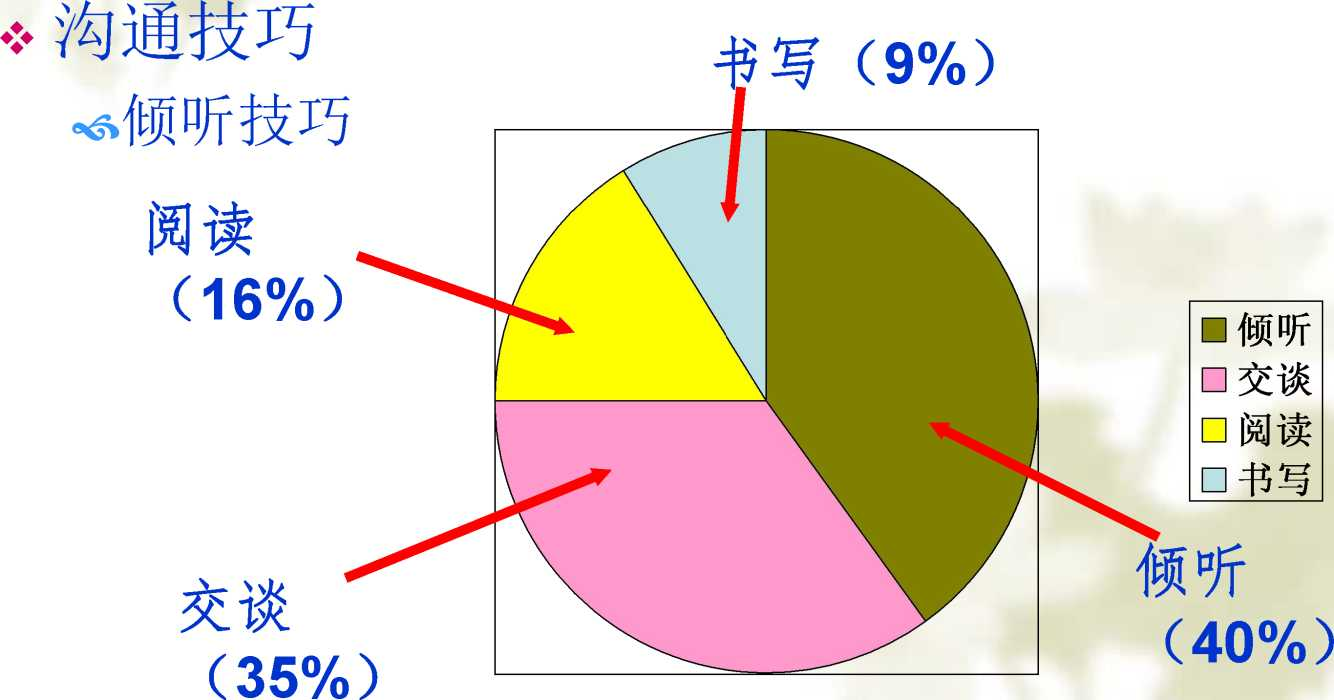 沟通技巧
倾听技巧
书写（9%）
阅读
（16%）
交谈
（35%）
倾听
（40%）
倾听
交谈
阅读
书写